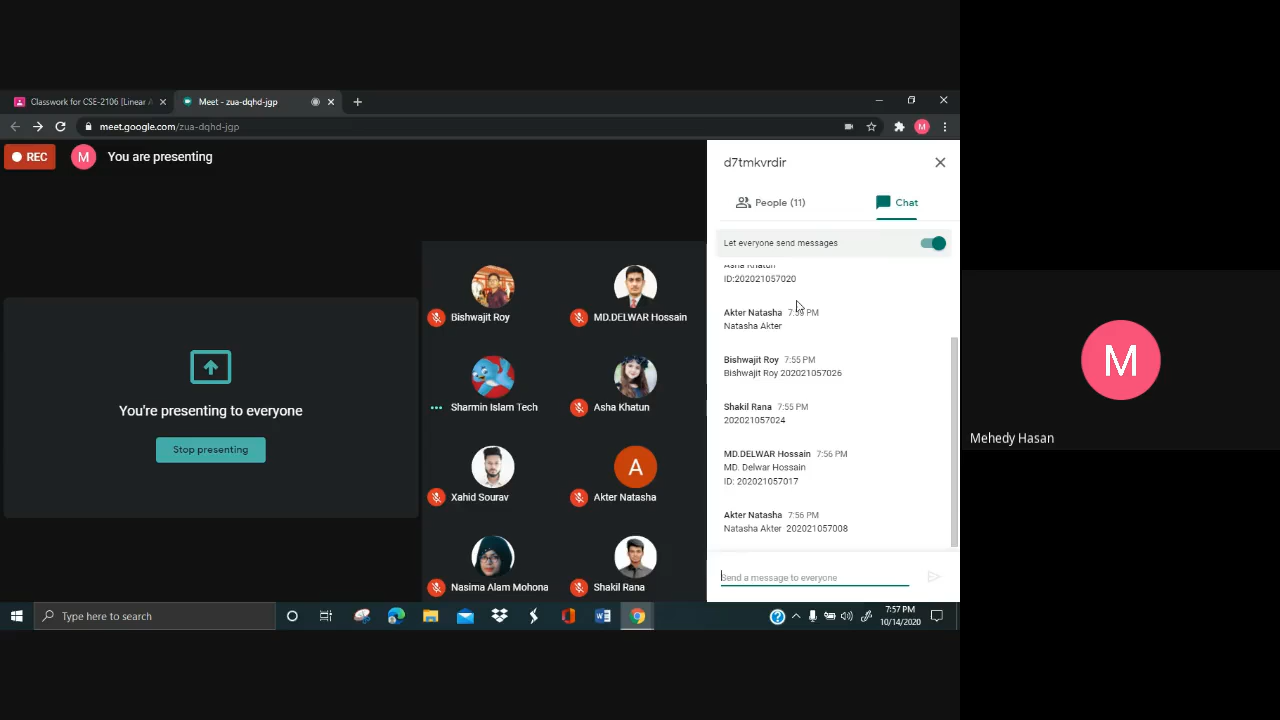 Classwork for CSE-2106 [Linear A
Meet - zua-dqhd-jgp
meet.google.com/zua-dqhd-jgp
M
REC
M
You are presenting
d7tmkvrdir
People (11)
Chat
Let everyone send messages
Asha Khatun
ID:202021057020
Akter Natasha
Natasha Akter
Bishwajit Roy 7:55 PM
Bishwajit Roy 202021057026
Shakil Rana 7:55 PM
202021057024
MD.DELWAR Hossain 7:56 PM
MD. Delwar Hossain
ID: 202021057017
Akter Natasha 7:56 PM
Natasha Akter 202021057008
Send a message to everyone
You're presenting to everyone
Stop presenting
Bishwajit Roy
MD.DELWAR Hossain
Sharmin Islam Tech
Asha Khatun
A
Xahid Sourav
Akter Natasha
Nasima Alam Mohona
Shakil Rana
M
Mehedy Hasan
Type here to search
7:57 PM
10/14/2020